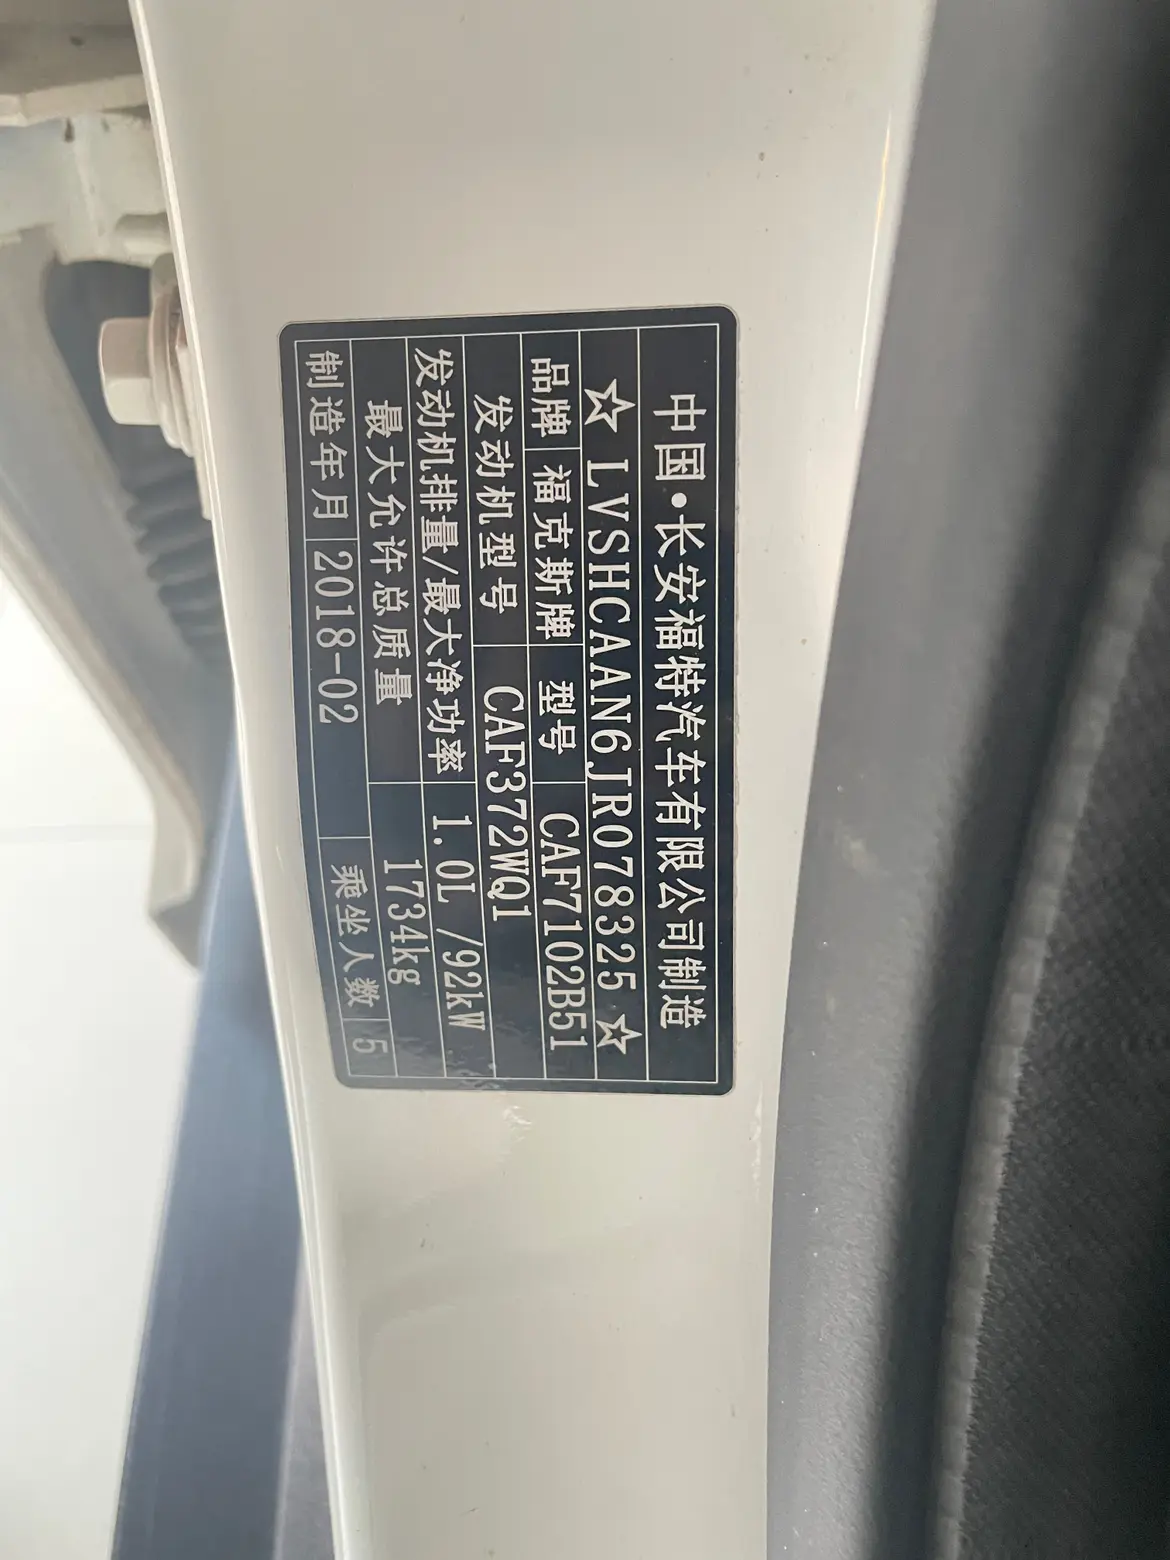 中国•长安福特汽车有限公司制造
☆ LVSHCAAN6JR078325 ☆
品牌 福克斯牌 型号 CAF7102B51
发动机型号 CAF372WQ1
发动机排量/最大净功率 1.0L /92kW
最大允许总质量 1734kg
制造年月 2018-02 乘坐人数 5